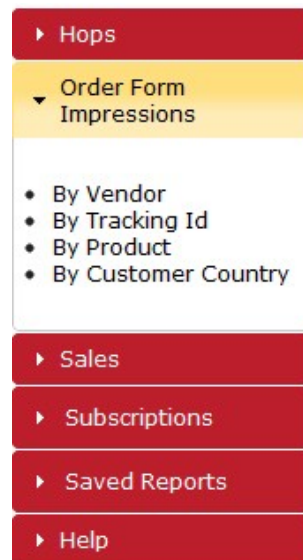 Hops
Order Form
Impressions
By Vendor
By Tracking Id
By Product
By Customer Country
Sales
Subscriptions
Saved Reports
Help